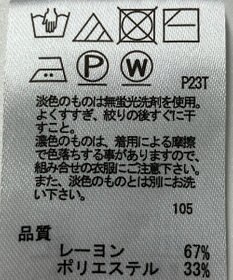 P
W
P23T
淡色のものは無蛍光洗剤を使用。
よくすすぎ、絞りの後すぐに干
すこと。
濃色のものは、着用による摩擦
で色落ちする事がありますので、
組み合せの衣服にご注意下さい。
また、淡色のものとは別にお洗
い下さい。
105
品質
レーヨン 67%
ポリエステル 33%